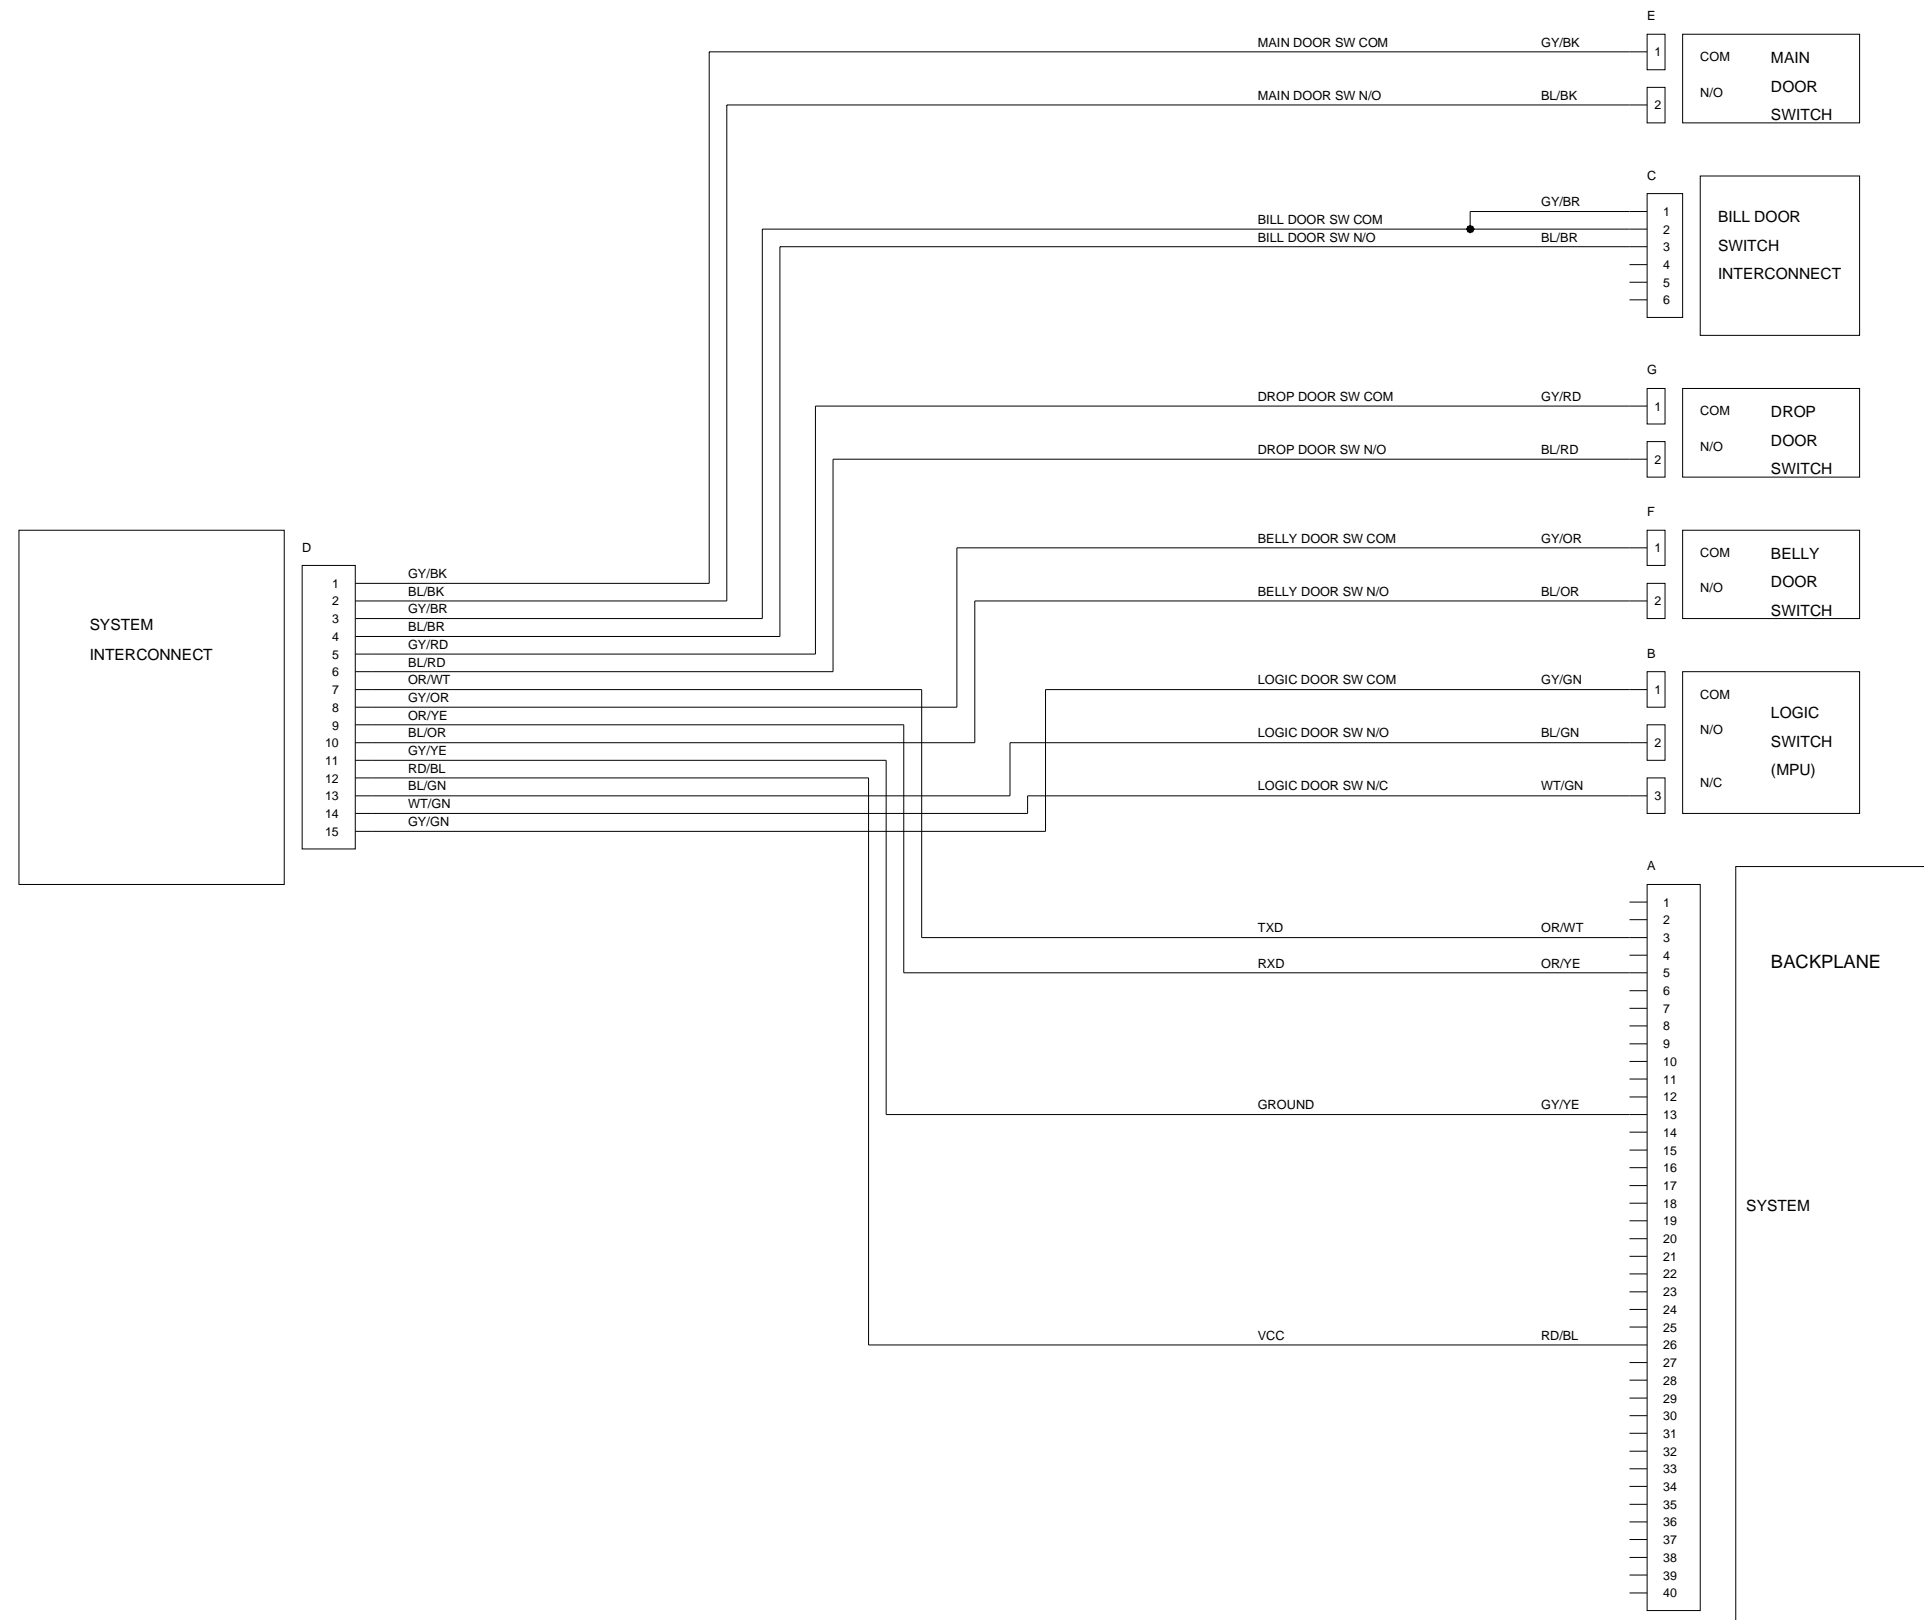 E
MAIN DOOR SW COM GY/BK 1
COM MAIN
DOOR
N/O
SWITCH
MAIN DOOR SW N/O BL/BK 2
C
GY/BR 1
BILL DOOR SW COM 2
BILL DOOR SW N/O BL/BR 3
4
5
6
BILL DOOR
SWITCH
INTERCONNECT
G
DROP DOOR SW COM GY/RD 1
COM DROP
DOOR
N/O
SWITCH
DROP DOOR SW N/O BL/RD 2
F
BELLY DOOR SW COM GY/OR 1
COM BELLY
DOOR
N/O
SWITCH
BELLY DOOR SW N/O BL/OR 2
SYSTEM
INTERCONNECT
D
1 GY/BK
2 BL/BK
3 GY/BR
4 BL/BR
5 GY/RD
6 BL/RD
7 OR/WT
8 GY/OR
9 OR/YE
10 BL/OR
11 GY/YE
12 RD/BL
13 BL/GN
14 WT/GN
15 GY/GN
B
LOGIC DOOR SW COM GY/GN 1
COM
LOGIC
N/O
SWITCH
(MPU)
N/C
LOGIC DOOR SW N/O BL/GN 2
LOGIC DOOR SW N/C WT/GN 3
A
1
2
TXD OR/WT 3
4
RXD OR/YE 5
6
7
8
9
10
11
12
GROUND GY/YE 13
14
15
16
17
18
19
20
21
22
23
24
25
VCC RD/BL 26
27
28
29
30
31
32
33
34
35
36
37
38
39
40
BACKPLANE
SYSTEM